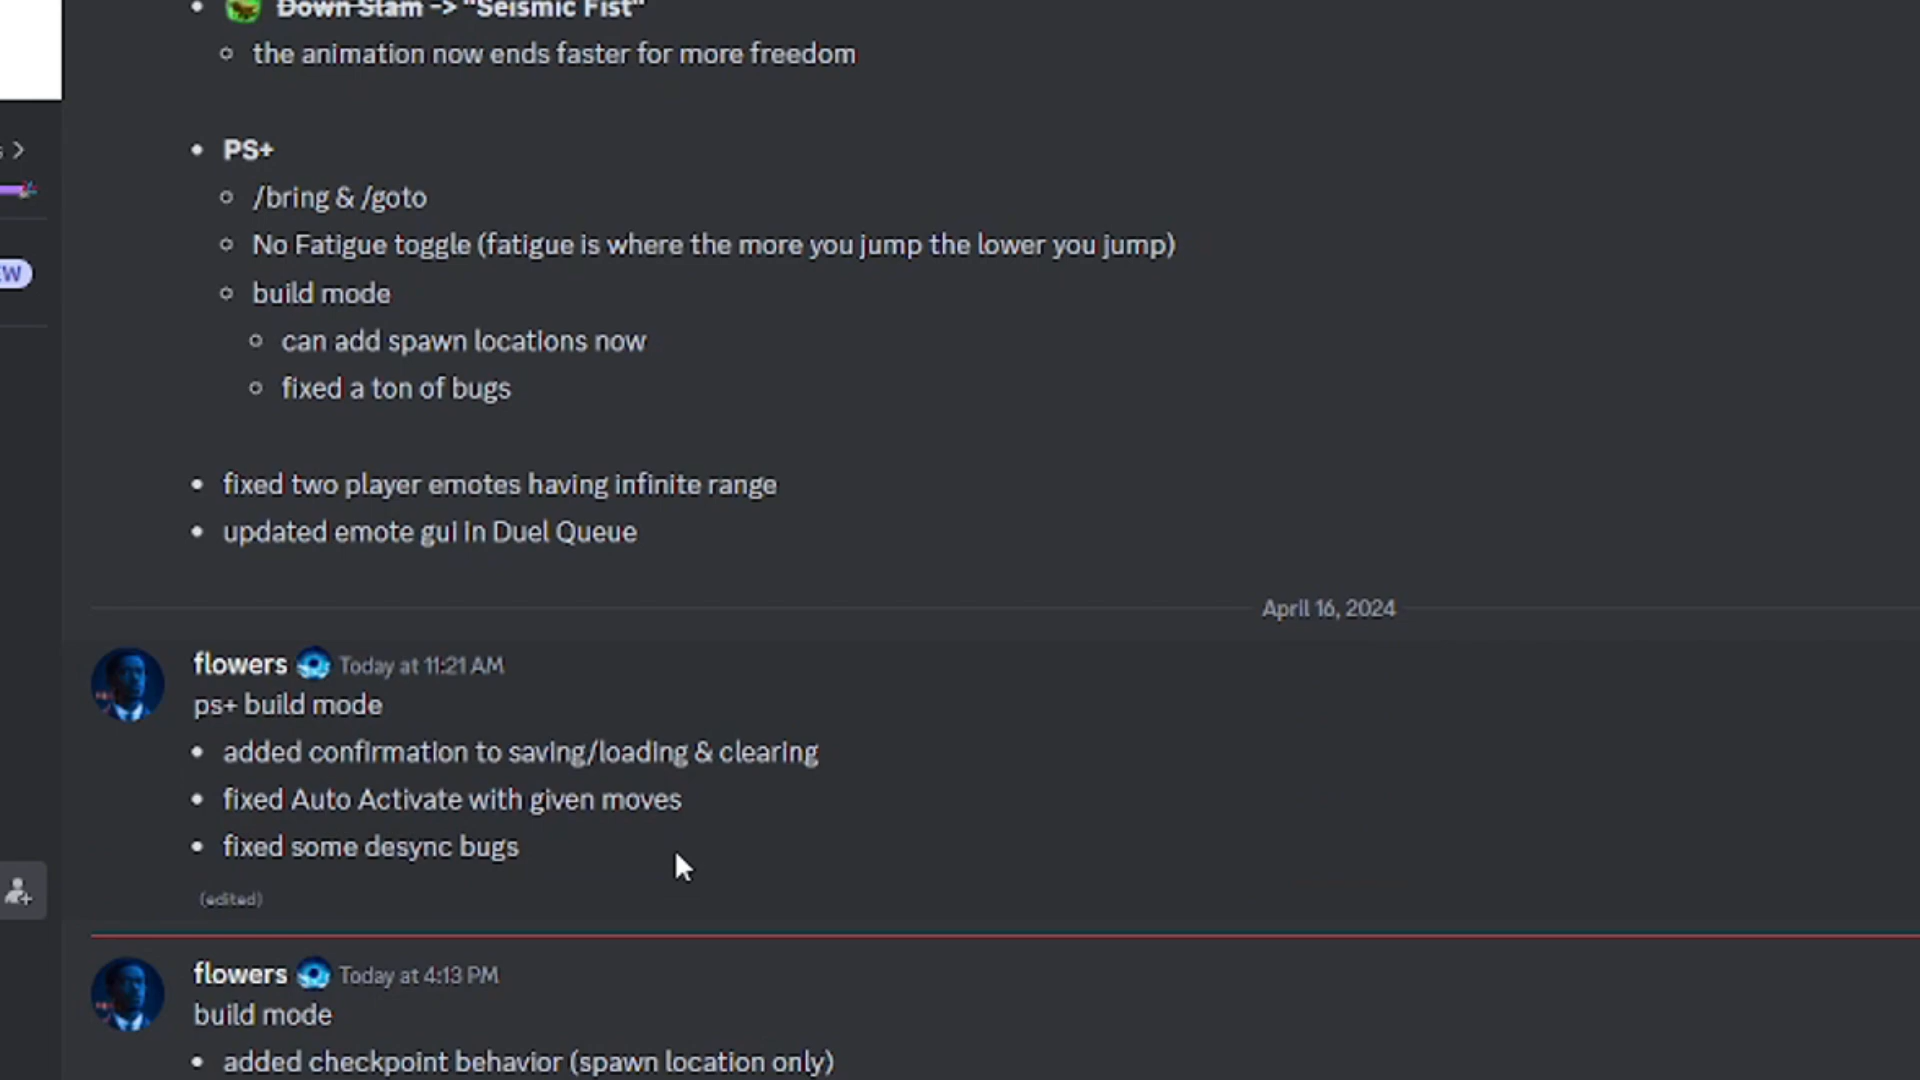 • Down Slam -> "Seismic Fist"
◦ the animation now ends faster for more freedom
• PS+
◦ /bring & /goto
◦ No Fatigue toggle (fatigue is where the more you jump the lower you jump)
◦ build mode
◦ can add spawn locations now
◦ fixed a ton of bugs
• fixed two player emotes having infinite range
• updated emote gui in Duel Queue
April 16, 2024
flowers Today at 11:21 AM
ps+ build mode
• added confirmation to saving/loading & clearing
• fixed Auto Activate with given moves
• fixed some desync bugs
(edited)
flowers Today at 4:13 PM
build mode
• added checkpoint behavior (spawn location only)